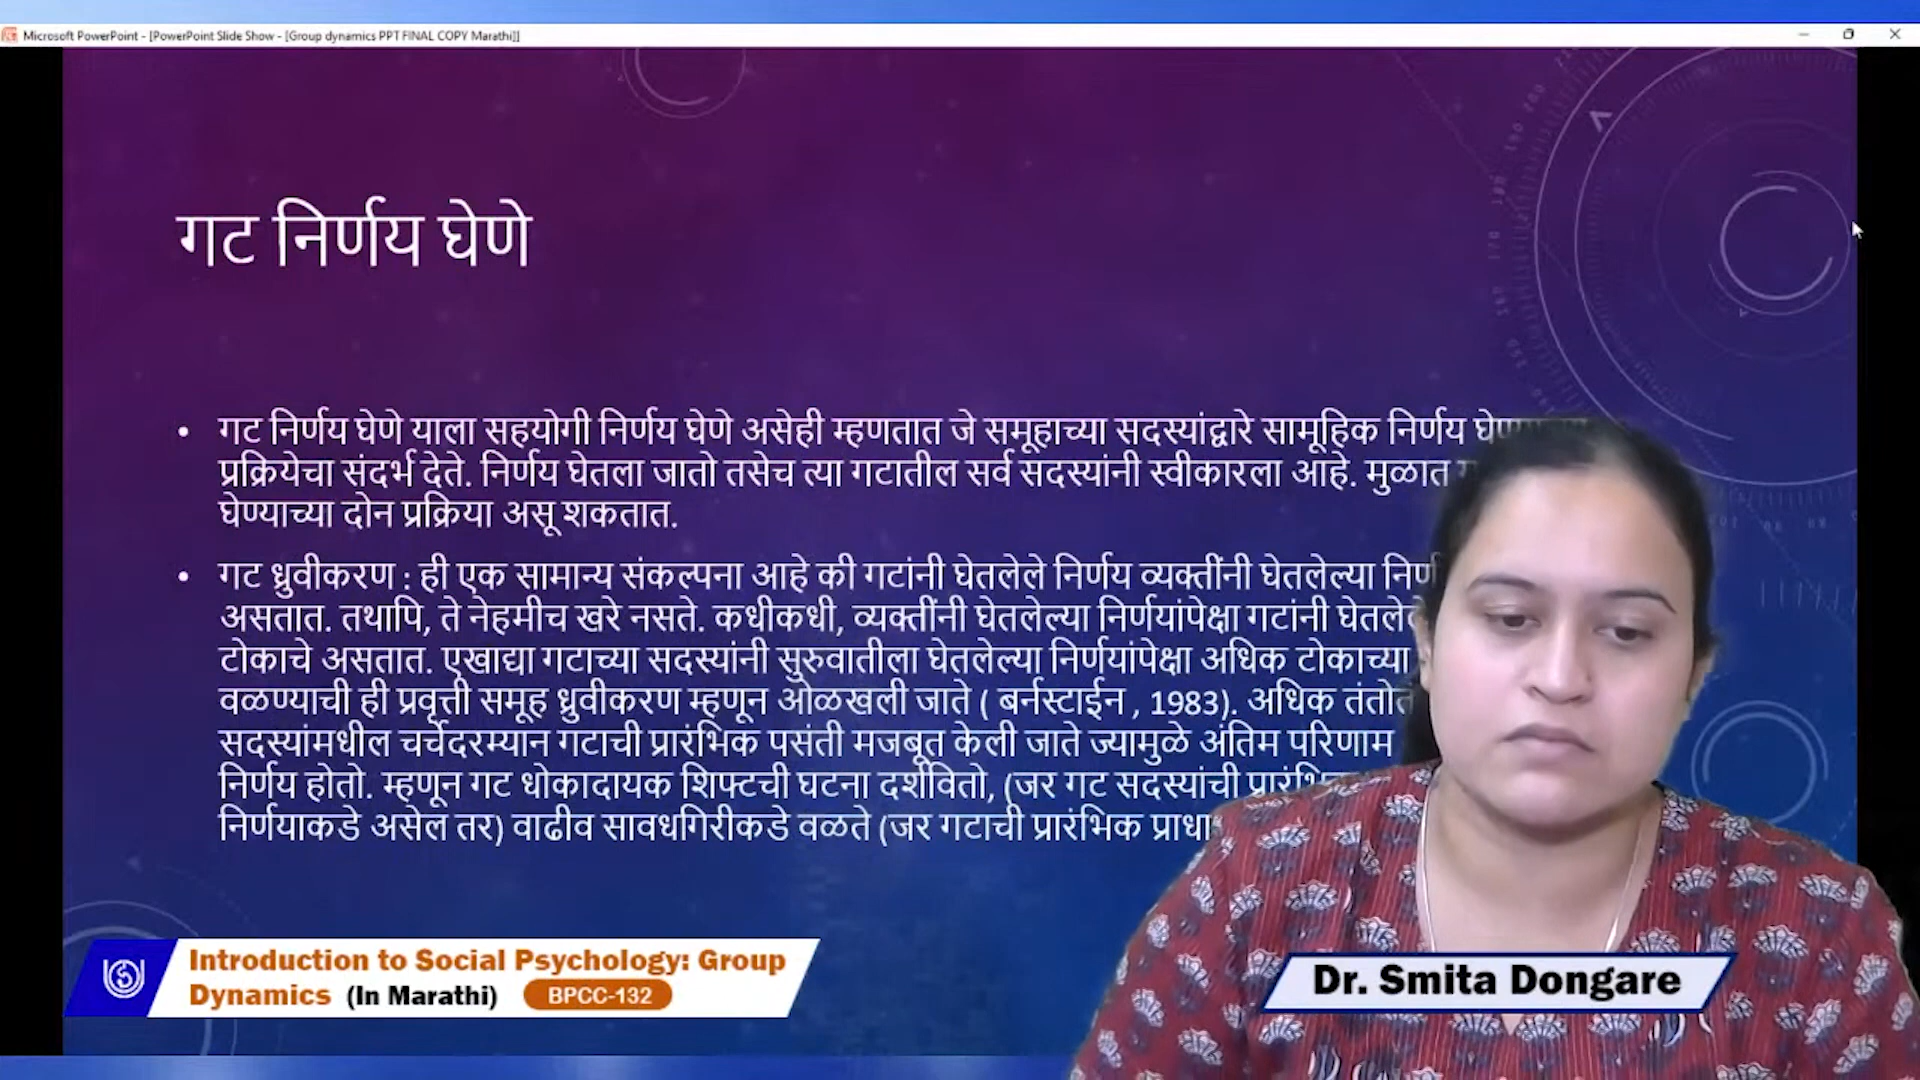 Microsoft PowerPoint - [PowerPoint Slide Show - [Group dynamics PPT FINAL COPY Marathi]]
गट निर्णय घेणे
• गट निर्णय घेणे याला सहयोगी निर्णय घेणे असेही म्हणतात जे समूहाच्या सदस्यांद्वारे सामूहिक निर्णय
प्रक्रियेचा संदर्भ देते. निर्णय घेतला जातो तसेच त्या गटातील सर्व सदस्यांनी स्वीकारला आहे. मुळात
घेण्याच्या दोन प्रक्रिया असू शकतात.
• गट ध्रुवीकरण : ही एक सामान्य संकल्पना आहे की गटांनी घेतलेले निर्णय व्यक्तींनी घेतलेल्या
असतात. तथापि, ते नेहमीच खरे नसते. कधीकधी, व्यक्तींनी घेतलेल्या निर्णयांपेक्षा गटांनी
टोकाचे असतात. एखाद्या गटाच्या सदस्यांनी सुरुवातीला घेतलेल्या निर्णयांपेक्षा अधिक टोकाच्या
वळण्याची ही प्रवृत्ती समूह ध्रुवीकरण म्हणून ओळखली जाते ( बर्नस्टाईन , 1983). अधिक
सदस्यांमधील चर्चेदरम्यान गटाची प्रारंभिक पसंती मजबूत केली जाते ज्यामुळे अंतिम परिणाम
निर्णय होतो. म्हणून गट धोकादायक शिफ्टची घटना दर्शवितो, (जर गट सदस्यांची
निर्णयाकडे असेल तर) वाढीव सावधगिरीकडे वळते (जर गटाची प्रारंभिक
Introduction to Social Psychology: Group
Dynamics (In Marathi) BPCC-132
Dr. Smita Dongare